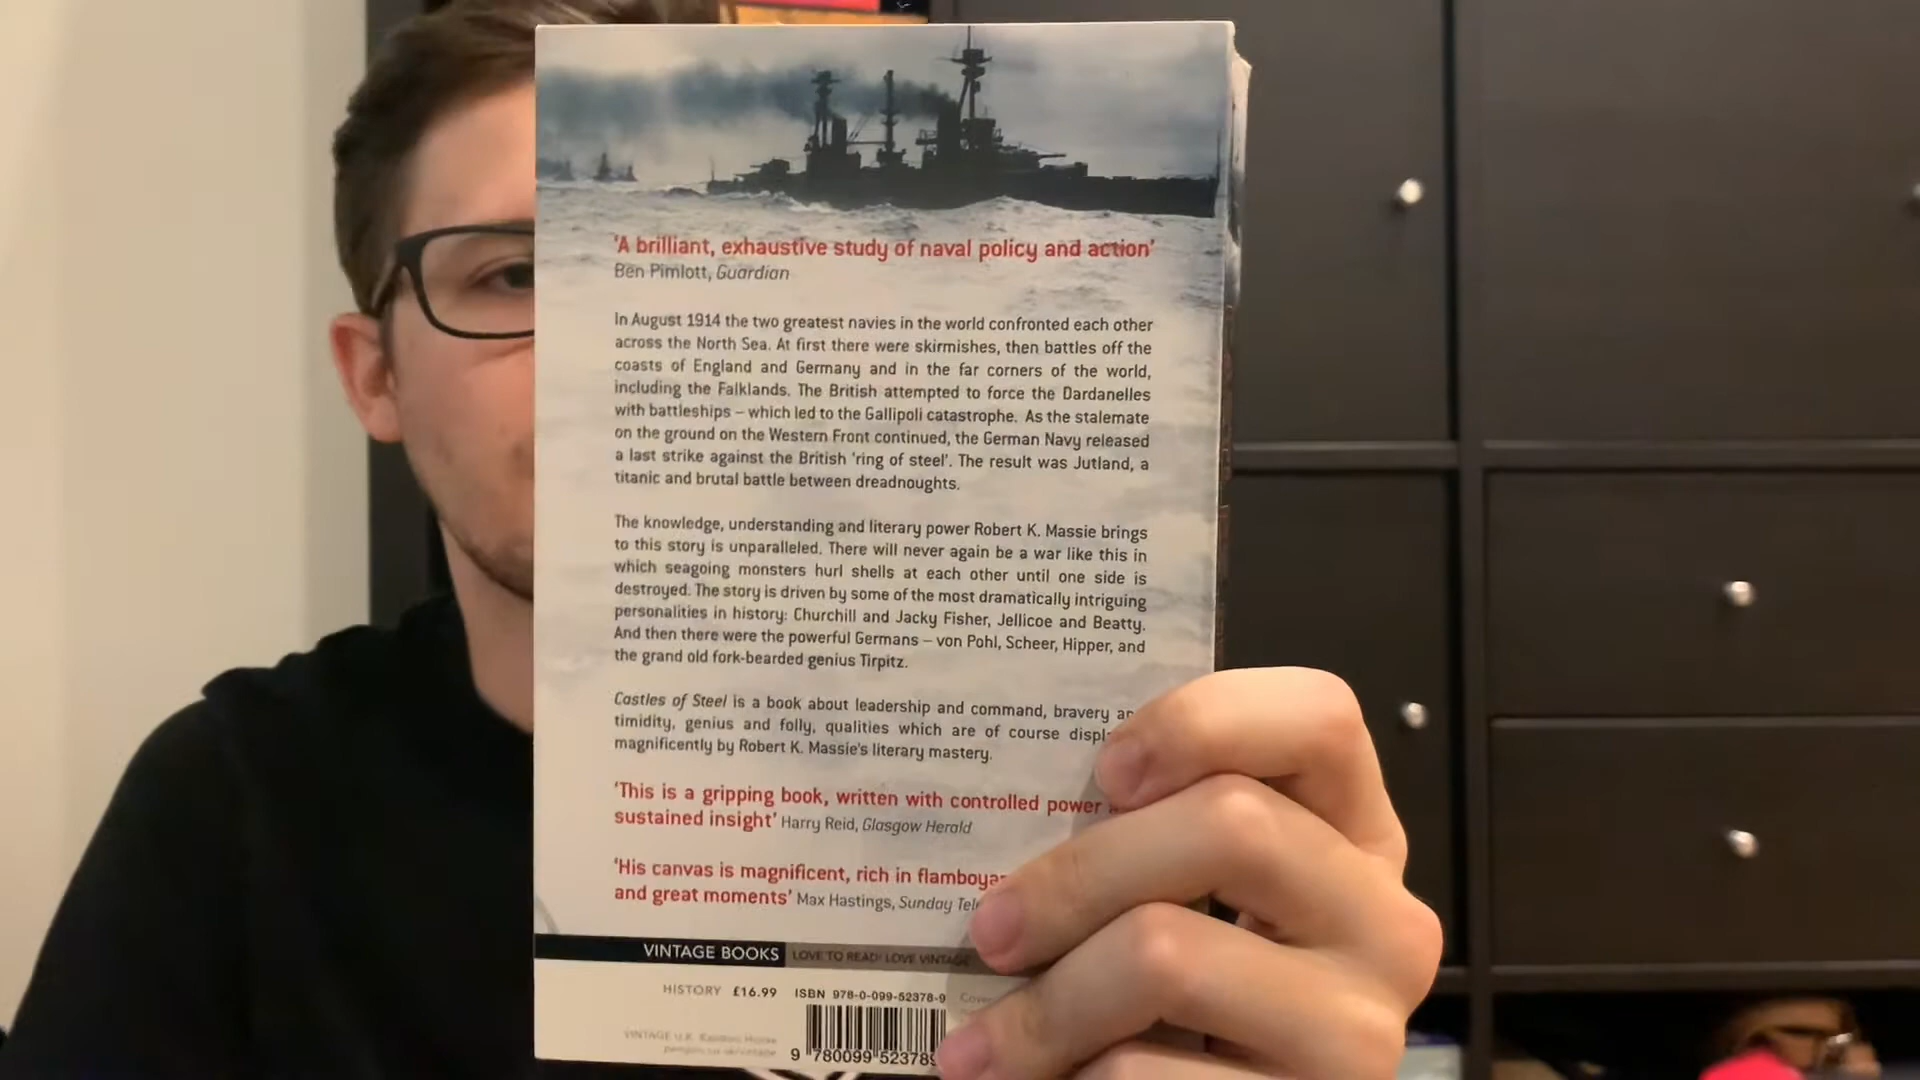 'A brilliant, exhaustive study of naval policy and action'
Ben Pimlott, Guardian
In August 1914 the two greatest navies in the world confronted each other
across the North Sea. At first there were skirmishes, then battles off the
coasts of England and Germany and in the far corners of the world,
including the Falklands. The British attempted to force the Dardanelles
with battleships – which led to the Gallipoli catastrophe. As the stalemate
on the ground on the Western Front continued, the German Navy released
a last strike against the British 'ring of steel'. The result was Jutland, a
titanic and brutal battle between dreadnoughts.
The knowledge, understanding and literary power Robert K. Massie brings
to this story is unparalleled. There will never again be a war like this in
which seagoing monsters hurl shells at each other until one side is
destroyed. The story is driven by some of the most dramatically intriguing
personalities in history: Churchill and Jacky Fisher, Jellicoe and Beatty.
And then there were the powerful Germans – von Pohl, Scheer, Hipper, and
the grand old fork-bearded genius Tirpitz.
Castles of Steel is a book about leadership and command, bravery
timidity, genius and folly, qualities which are of course
magnificently by Robert K. Massie's literary mastery.
'This is a gripping book, written with controlled power
sustained insight' Harry Reid, Glasgow Herald
'His canvas is magnificent, rich in
and great moments' Max Hastings, Sunday
VINTAGE BOOKS LOVE TO READ? LOVE VINTAGE
HISTORY £16.99 ISBN 978-0-099-52378-9
VINTAGE U.K. Random House
9 780099 523789